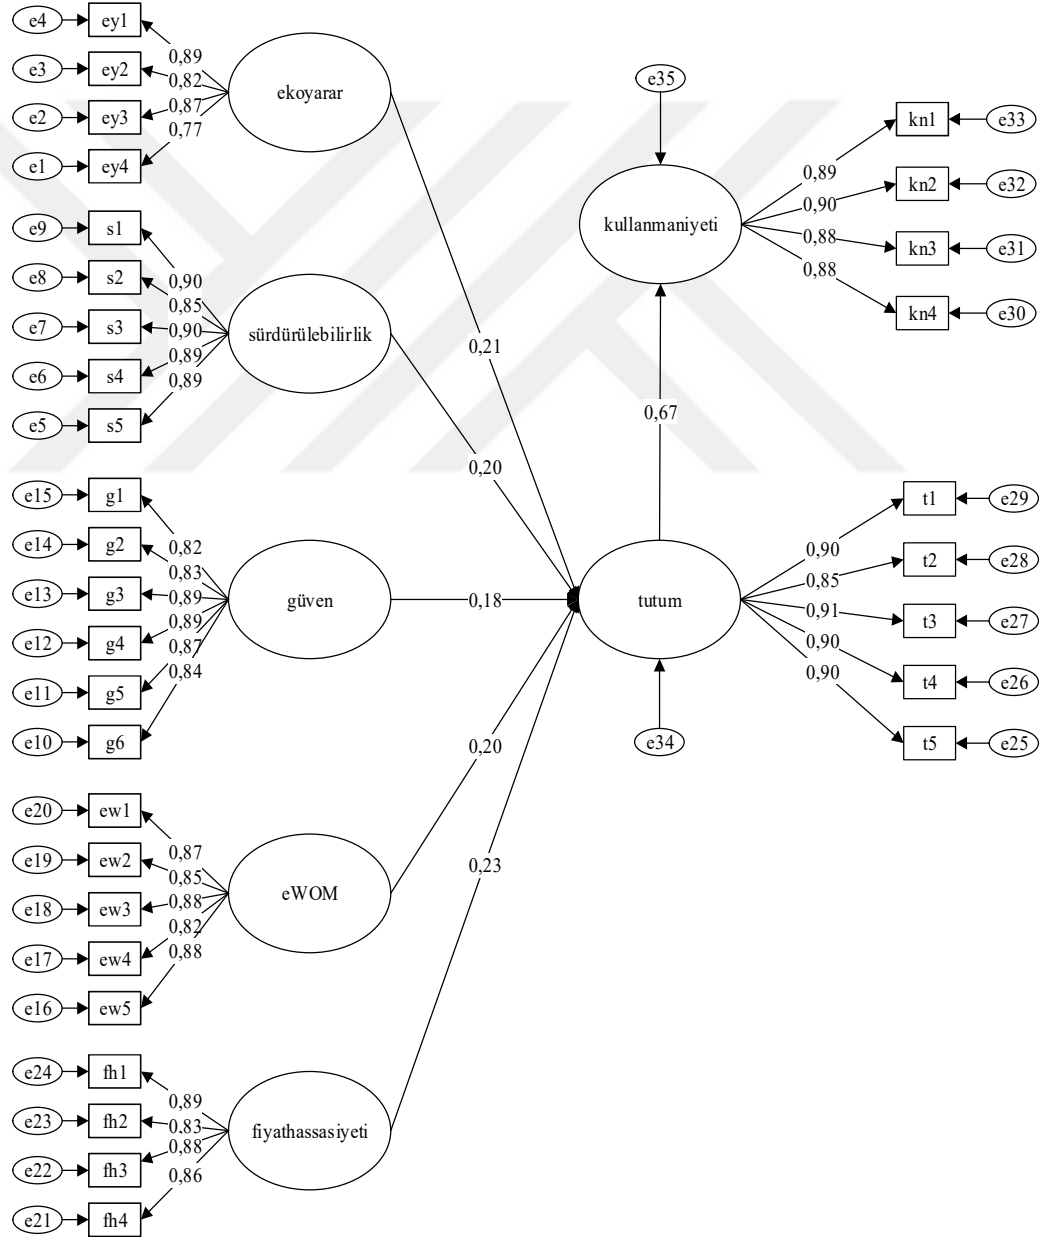 e4 ey1
0,89
e3 ey2
0,82
ekoyarar
e2 ey3
0,87
0,77
e1 ey4
e9 s1
e8 s2
0,90
0,85
e7 s3
0,90
sürdürülebilirlik
e6 s4
0,89
0,89
e5 s5
e15 g1
e14 g2
0,82
0,83
e13 g3
0,89
güven
e12 g4
0,89
0,87
e11 g5
0,84
e10 g6
e20 ew1
e19 ew2
0,87
0,85
e18 ew3
0,88
eWOM
e17 ew4
0,82
0,88
e16 ew5
e24 fh1
0,89
e23 fh2
0,83
fiyathassasiyeti
0,88
e22 fh3
0,86
e21 fh4
0,21
0,20
0,18
0,20
0,23
e35
kullanmaniyeti
0,89
kn1 e33
0,90
kn2 e32
0,88
kn3 e31
0,88
kn4 e30
0,67
tutum
e34
0,90
t1 e29
0,85
t2 e28
0,91
t3 e27
0,90
t4 e26
0,90
t5 e25